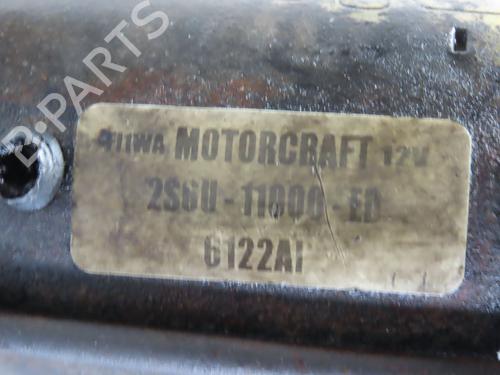 B-PARTS
MOTORCRAFT 12V
2S6U-11000-ED
6122AI